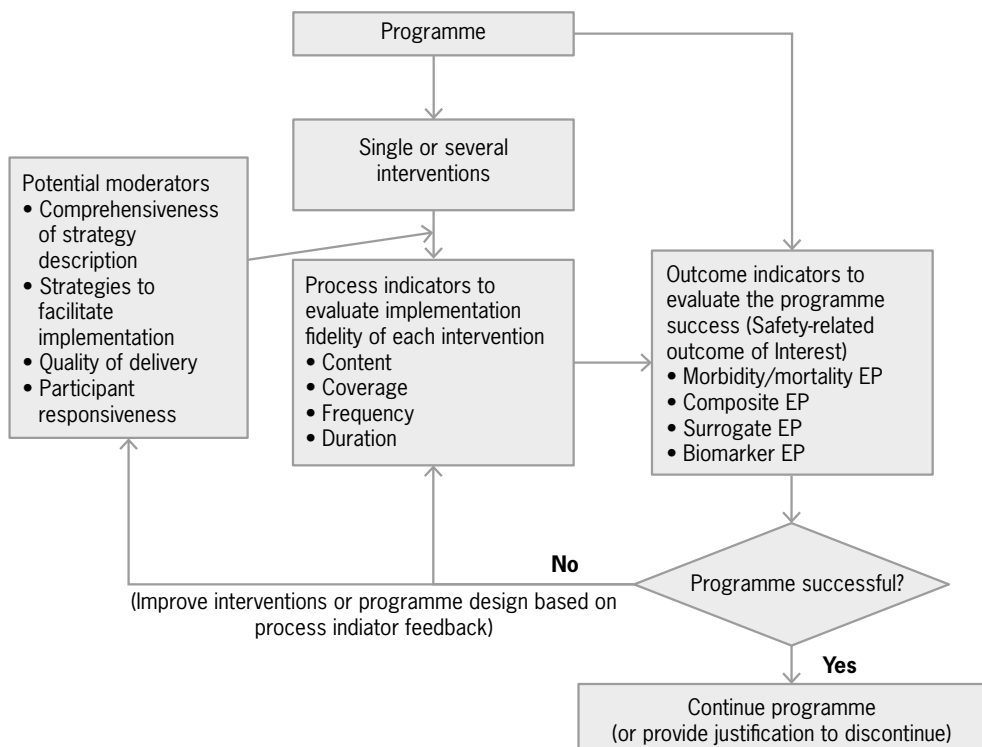 Programme
Single or several
interventions
Potential moderators
• Comprehensiveness
of strategy
description
• Strategies to
facilitate
implementation
• Quality of delivery
• Participant
responsiveness
Process indicators to
evaluate implementation
fidelity of each intervention
• Content
• Coverage
• Frequency
• Duration
Outcome indicators to
evaluate the programme
success (Safety-related
outcome of Interest)
• Morbidity/mortality EP
• Composite EP
• Surrogate EP
• Biomarker EP
No
Programme successful?
(Improve interventions or programme design based on
process indiator feedback)
Yes
Continue programme
(or provide justification to discontinue)